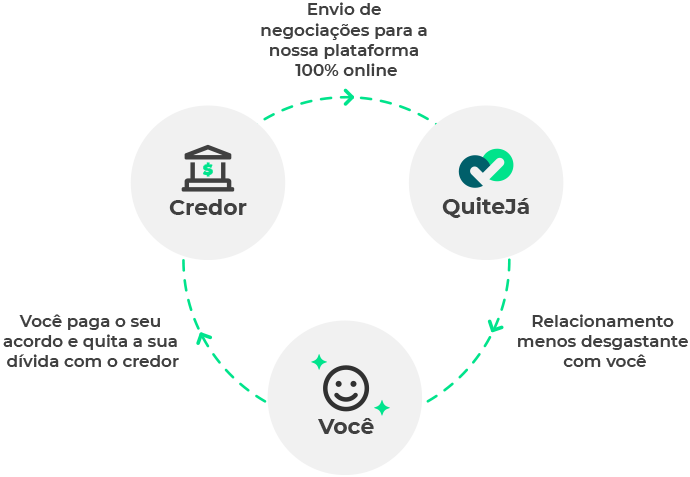 Envio de
negociações para a
nossa plataforma
100% online
$
Credor
QuiteJá
Você paga o seu
acordo e quita a sua
dívida com o credor
Relacionamento
menos desgastante
com você
Você